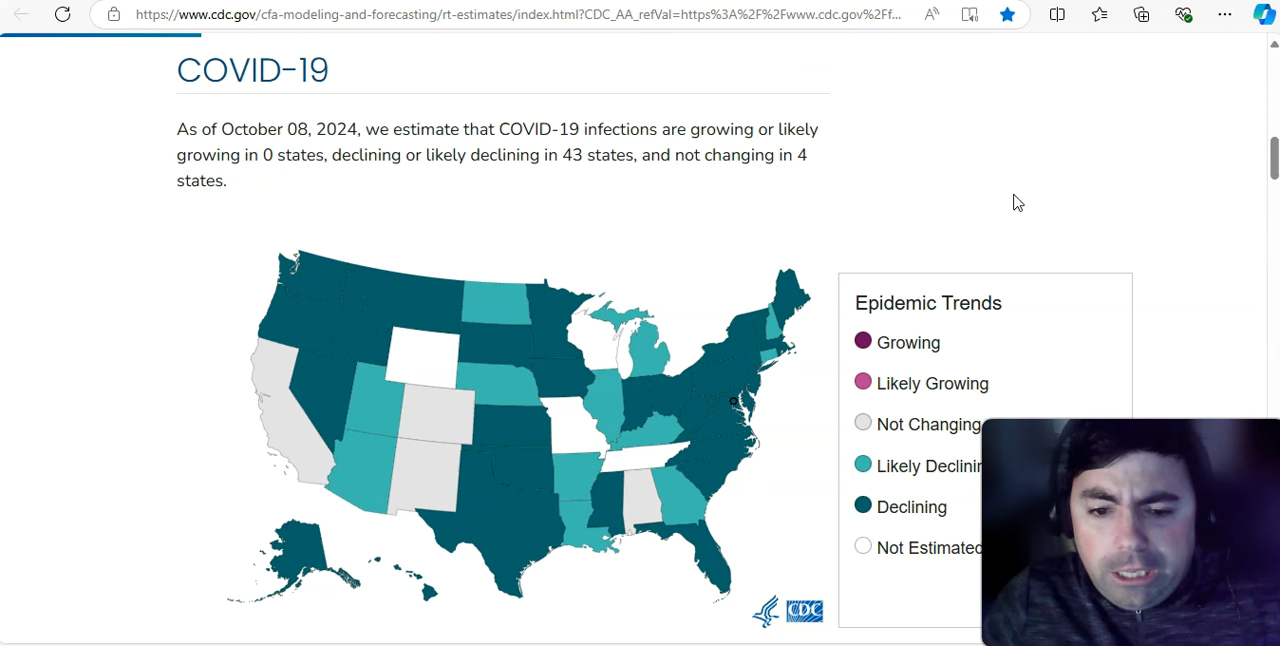 https://www.cdc.gov/cfa-modeling-and-forecasting/rt-estimates/index.html?CDC_AA_refVal=https%3A%2F%2Fwww.cdc.gov%2Ff...
COVID-19
As of October 08, 2024, we estimate that COVID-19 infections are growing or likely
growing in 0 states, declining or likely declining in 43 states, and not changing in 4
states.
Epidemic Trends
Growing
Likely Growing
Not Changing
Likely Declinin
Declining
Not Estimated
CDC